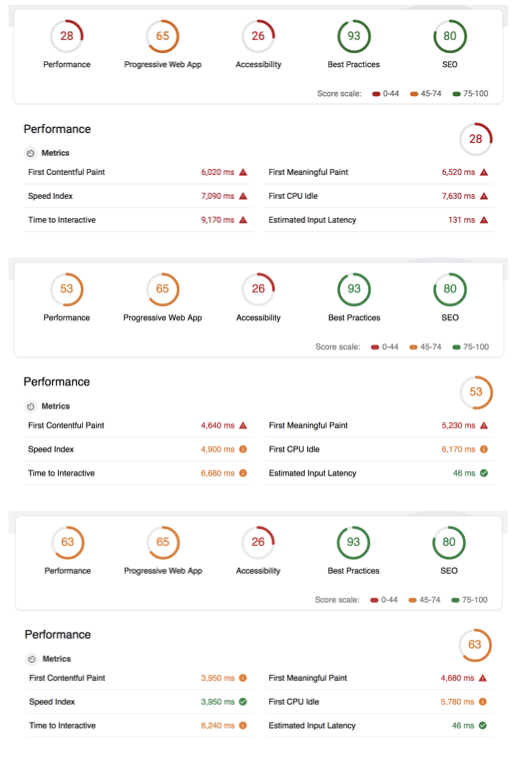 28 65 26 93 80
Performance Progressive Web App Accessibility Best Practices SEO
Score scale: 0-44 45-74 75-100
Performance
28
Metrics
First Contentful Paint 6,020 ms First Meaningful Paint 6,520 ms
Speed Index 7,090 ms First CPU Idle 7,630 ms
Time to Interactive 9,170 ms Estimated Input Latency 131 ms
53 65 26 93 80
Performance Progressive Web App Accessibility Best Practices SEO
Score scale: 0-44 45-74 75-100
Performance
53
Metrics
First Contentful Paint 4,640 ms First Meaningful Paint 5,230 ms
Speed Index 4,900 ms First CPU Idle 6,170 ms
Time to Interactive 6,680 ms Estimated Input Latency 46 ms
63 65 26 93 80
Performance Progressive Web App Accessibility Best Practices SEO
Score scale: 0-44 45-74 75-100
Performance
63
Metrics
First Contentful Paint 3,950 ms First Meaningful Paint 4,680 ms
Speed Index 3,950 ms First CPU Idle 5,780 ms
Time to Interactive 6,240 ms Estimated Input Latency 46 ms